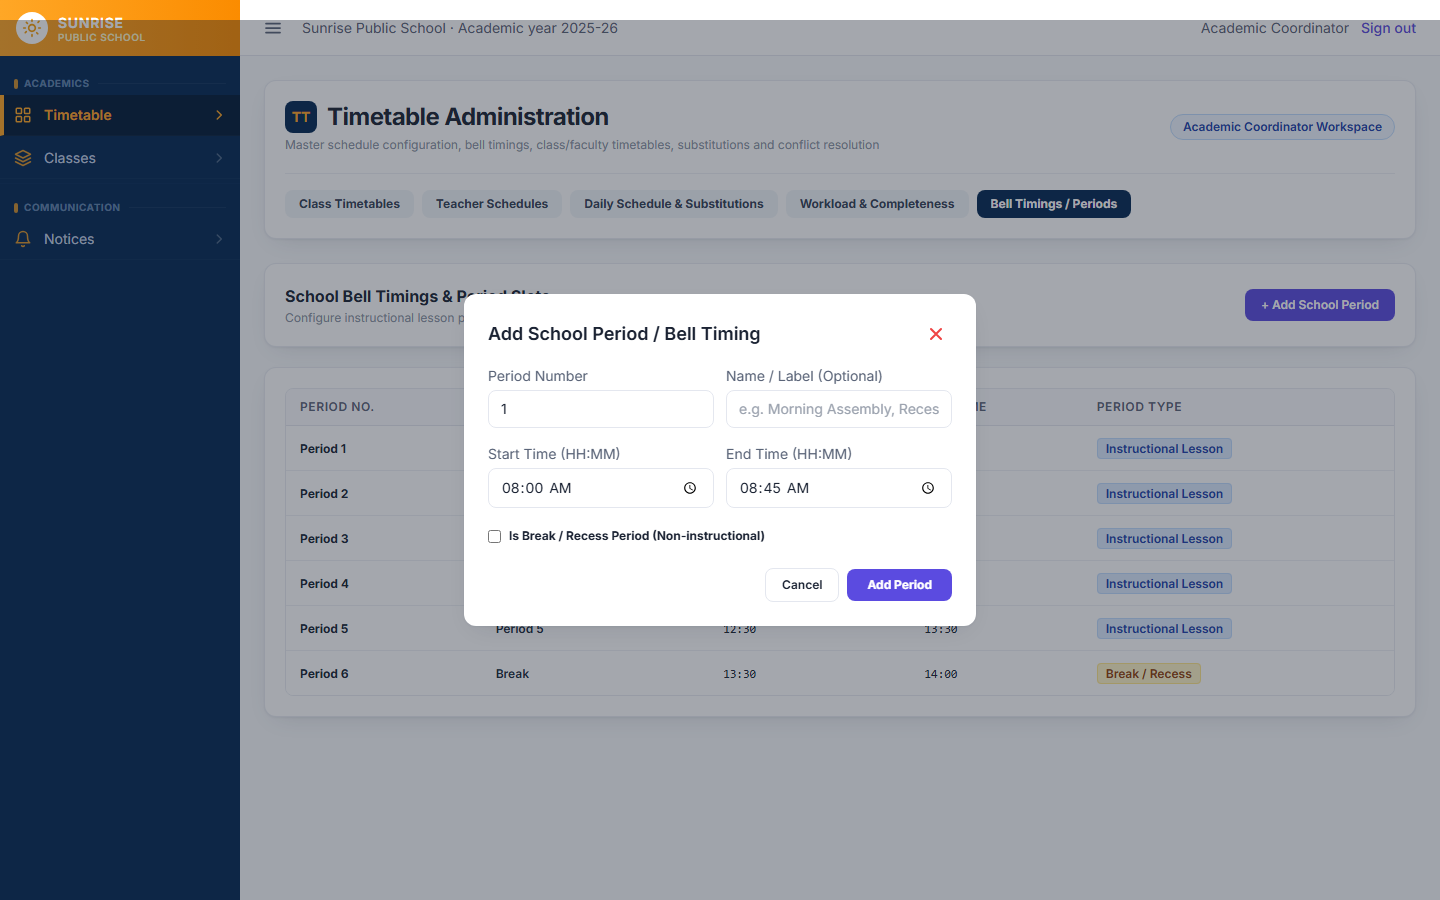 SUNRISE
PUBLIC SCHOOL
Sunrise Public School · Academic year 2025-26
Academic Coordinator
Sign out
ACADEMICS
Timetable
Classes
COMMUNICATION
Notices
TT
Timetable Administration
Master schedule configuration, bell timings, class/faculty timetables, substitutions and conflict resolution
Academic Coordinator Workspace
Class Timetables
Teacher Schedules
Daily Schedule & Substitutions
Workload & Completeness
Bell Timings / Periods
School Bell Timings & Period Slots
Configure instructional lesson
+ Add School Period
Add School Period / Bell Timing
Period Number
Name / Label (Optional)
1
e.g. Morning Assembly, Reces
Start Time (HH:MM)
End Time (HH:MM)
08:00 AM
08:45 AM
Is Break / Recess Period (Non-instructional)
Cancel
Add Period
PERIOD NO.
PERIOD TYPE
Period 1
Instructional Lesson
Period 2
Instructional Lesson
Period 3
Instructional Lesson
Period 4
Instructional Lesson
Period 5
Period 5
12:30
13:30
Instructional Lesson
Period 6
Break
13:30
14:00
Break / Recess